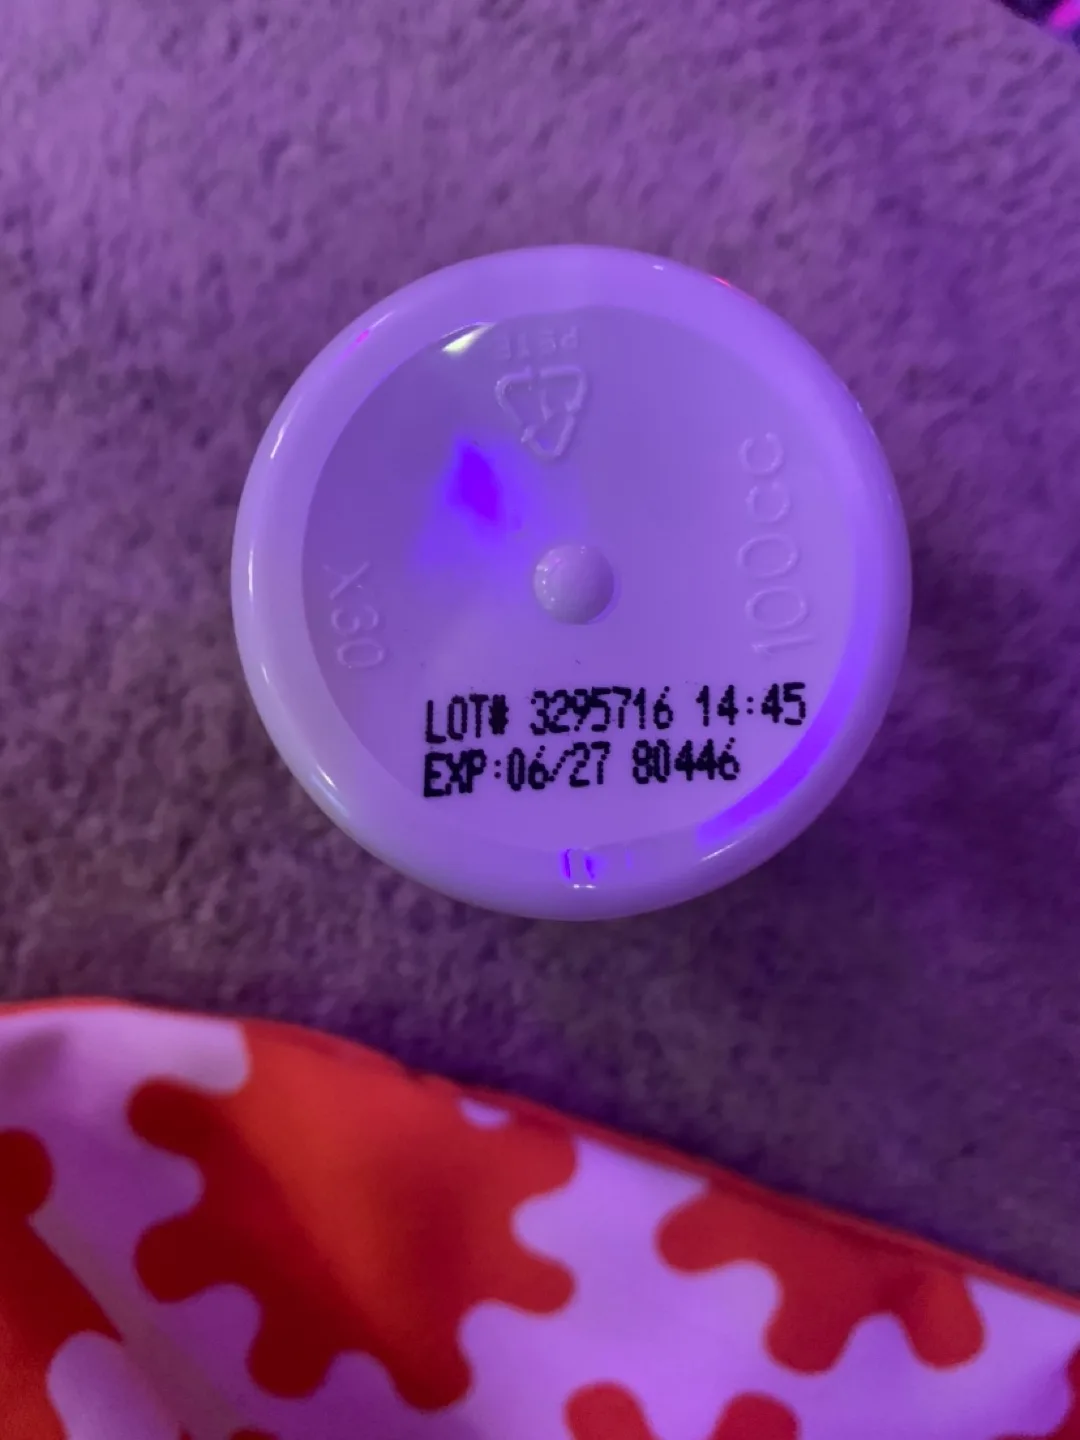 PETE
100cc
X30
LOT# 3295716 14:45
EXP:06/27 80446